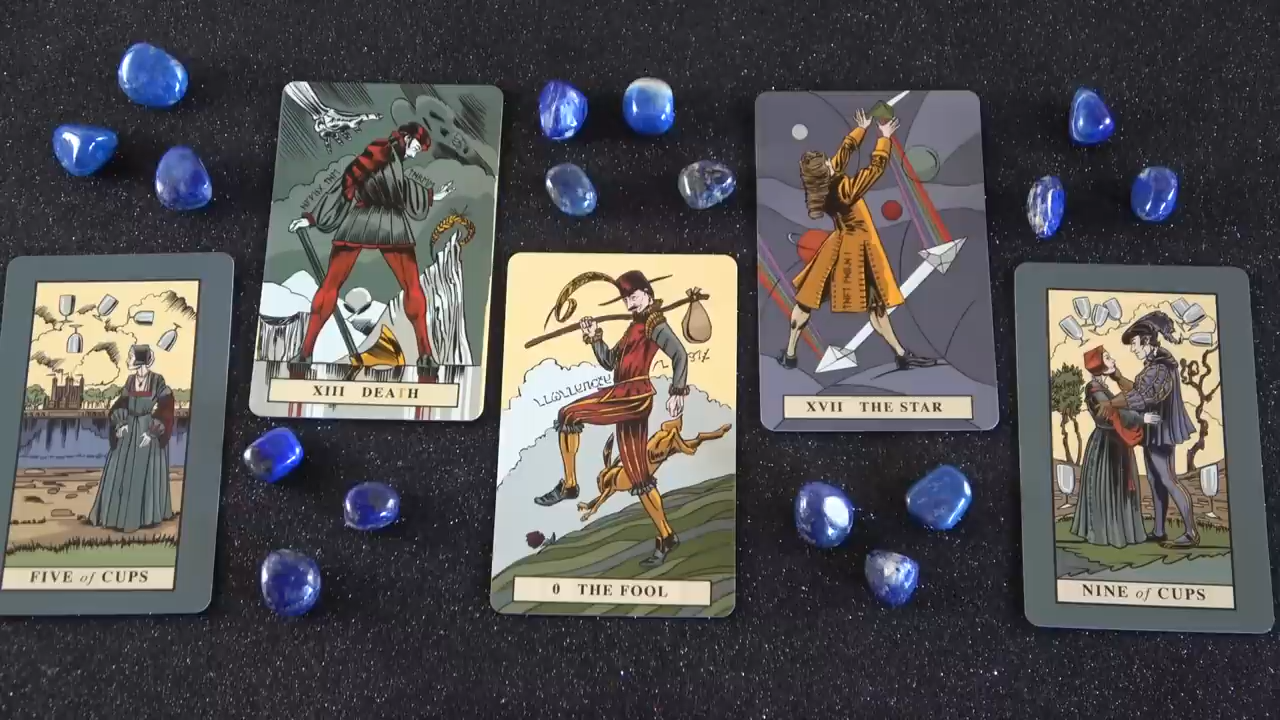 XIII DEATH
XVII THE STAR
FIVE of CUPS
0 THE FOOL
NINE of CUPS